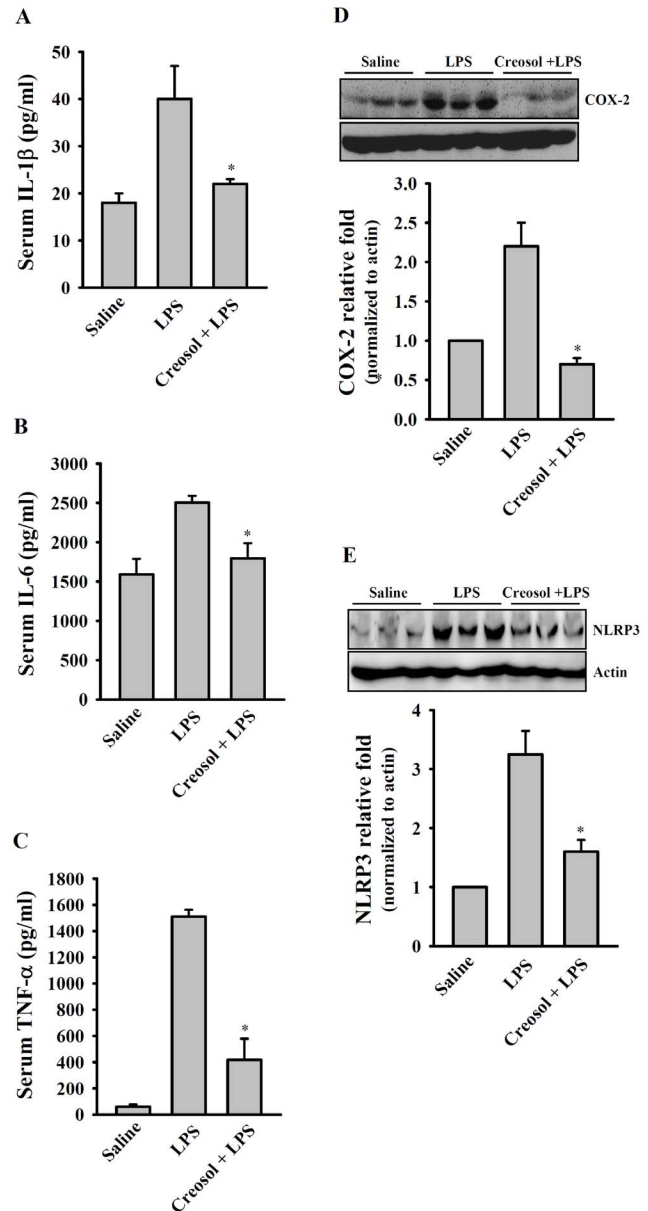 A
Serum IL-1β (pg/ml)
50
40
30
20
10
0
*
Saline
LPS
Creosol + LPS
B
Serum IL-6 (pg/ml)
3000
2500
2000
1500
1000
500
0
*
Saline
LPS
Creosol + LPS
C
Serum TNF-α (pg/ml)
1800
1600
1400
1200
1000
800
600
400
200
0
*
Saline
LPS
Creosol + LPS
D
Saline LPS Creosol +LPS
COX-2
COX-2 relative fold
(normalized to actin)
*
3.0
2.5
2.0
1.5
1.0
0.5
0.0
*
Saline
LPS
Creosol + LPS
E
Saline LPS Creosol +LPS
NLRP3
Actin
NLRP3 relative fold
(normalized to actin)
4
3
2
1
0
*
Saline
LPS
Creosol + LPS